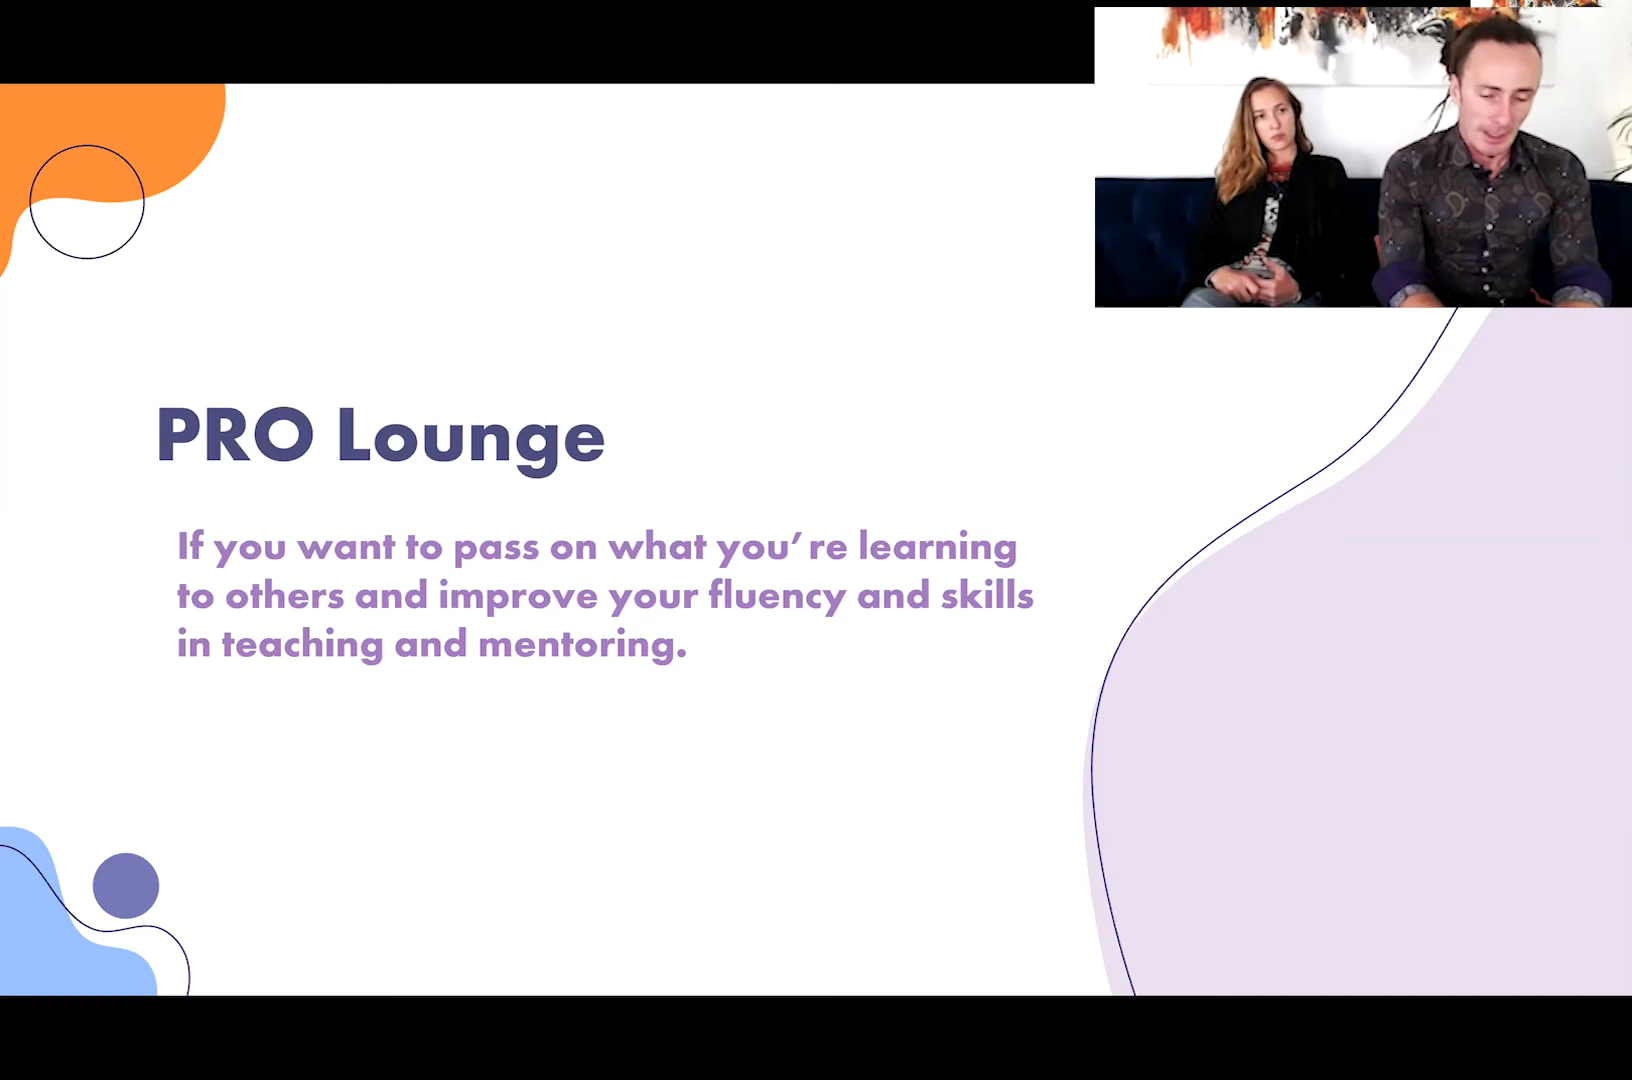 PRO Lounge
If you want to pass on what you’re learning
to others and improve your fluency and skills
in teaching and mentoring.